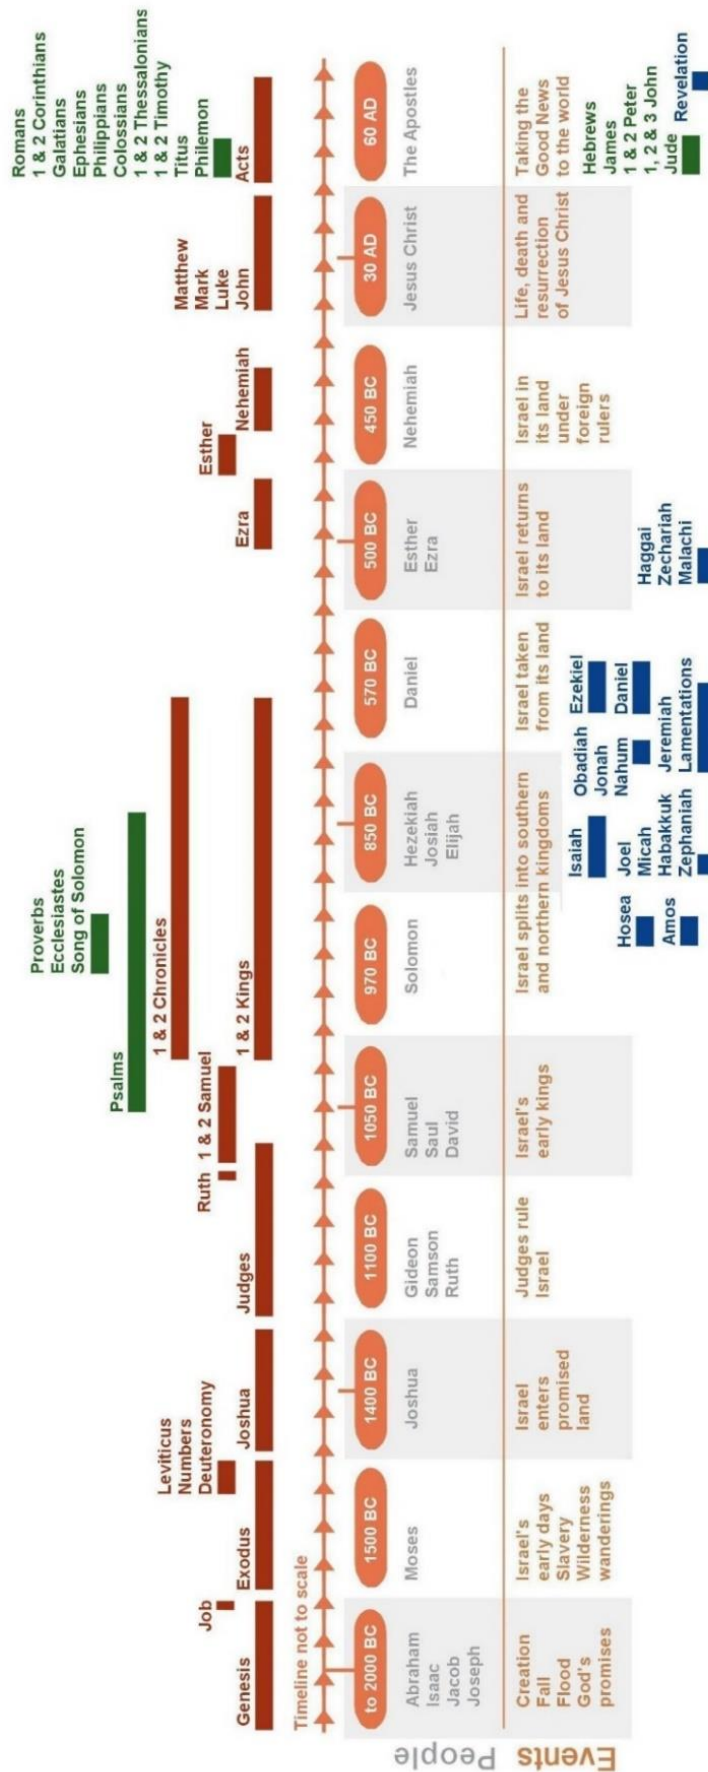 Romans
1 & 2 Corinthians
Galatians
Ephesians
Philippians
Colossians
1 & 2 Thessalonians
1 & 2 Timothy
Titus
Philemon
Proverbs
Ecclesiastes
Song of Solomon
Psalms
Leviticus
Numbers
Deuteronomy
1 & 2 Chronicles
Matthew
Mark
Luke
John
Job
Ruth
1 & 2 Samuel
Esther
Genesis
Exodus
Joshua
Judges
1 & 2 Kings
Ezra
Nehemiah
Acts
Timeline not to scale
to 2000 BC
1500 BC
1400 BC
1100 BC
1050 BC
970 BC
850 BC
570 BC
500 BC
450 BC
30 AD
60 AD
People
Abraham
Isaac
Jacob
Joseph
Moses
Joshua
Gideon
Samson
Ruth
Samuel
Saul
David
Solomon
Hezekiah
Josiah
Elijah
Daniel
Esther
Ezra
Nehemiah
Jesus Christ
The Apostles
Events
Creation
Fall
Flood
God's
promises
Israel's
early days
Slavery
Wilderness
wanderings
Israel
enters
promised
land
Judges rule
Israel
Israel's
early kings
Israel splits into southern
and northern kingdoms
Israel taken
from its land
Israel returns
to its land
Israel in
its land
under
foreign
rulers
Life, death and
resurrection
of Jesus Christ
Taking the
Good News
to the world
Hosea
Amos
Isaiah
Joel
Micah
Habakkuk
Zephaniah
Obadiah
Jonah
Nahum
Jeremiah
Lamentations
Ezekiel
Daniel
Haggai
Zechariah
Malachi
Hebrews
James
1 & 2 Peter
1, 2 & 3 John
Jude
Revelation